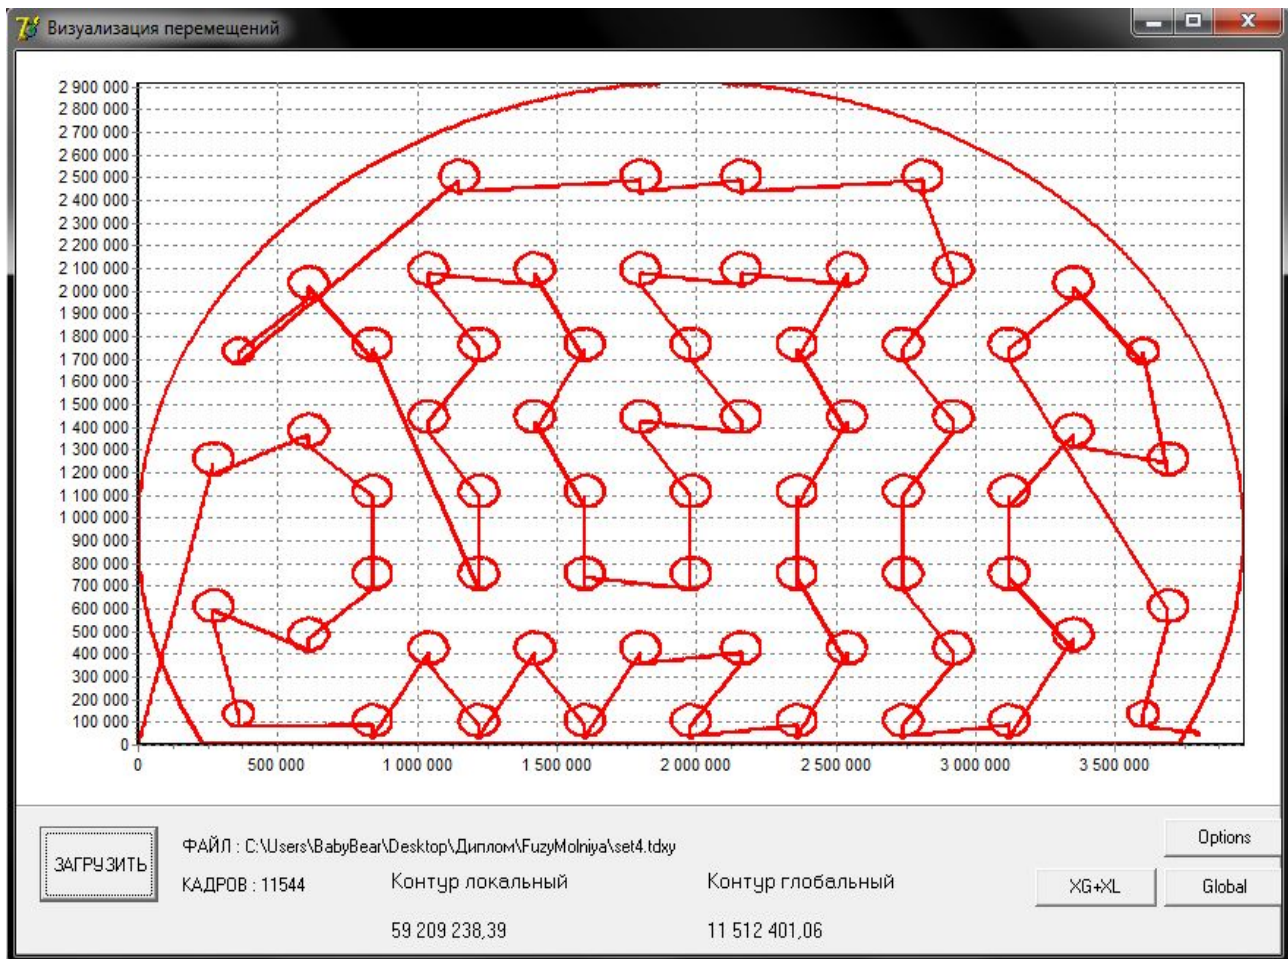 Визуализация перемещений
2 900 000
2 800 000
2 700 000
2 600 000
2 500 000
2 400 000
2 300 000
2 200 000
2 100 000
2 000 000
1 900 000
1 800 000
1 700 000
1 600 000
1 500 000
1 400 000
1 300 000
1 200 000
1 100 000
1 000 000
900 000
800 000
700 000
600 000
500 000
400 000
300 000
200 000
100 000
0
0 500 000 1 000 000 1 500 000 2 000 000 2 500 000 3 000 000 3 500 000
ЗАГРУЗИТЬ
ФАЙЛ : C:\Users\BabyBear\Desktop\Диплом\FuzyMolniya\set4.tdxy
Options
КАДРОВ : 11544 Контур локальный Контур глобальный XG+XL Global
59 209 238,39 11 512 401,06